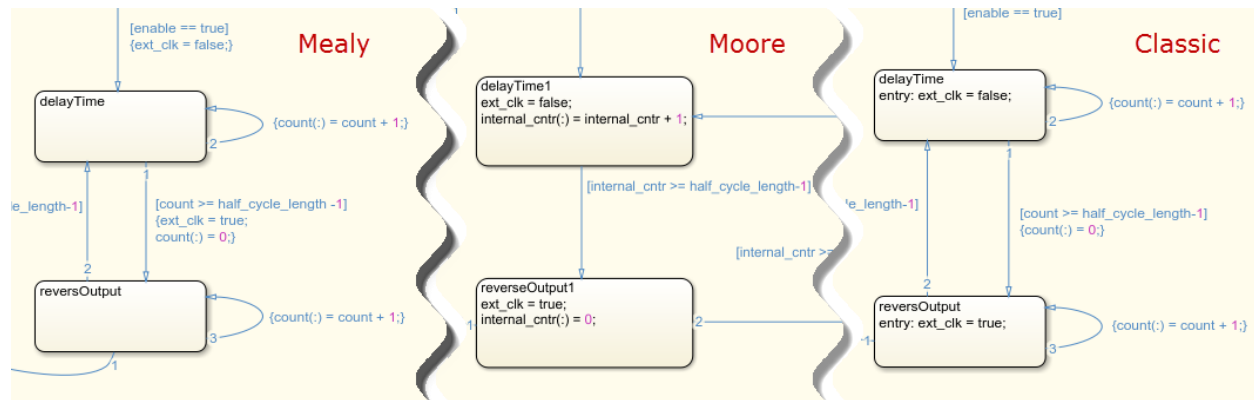 [enable == true]
{ext_clk = false;}
Mealy
delayTime
{count(:) = count + 1;}
2
1
cle_length-1]
[count >= half_cycle_length -1]
{ext_clk = true;
count(:) = 0;}
2
reversOutput
{count(:) = count + 1;}
3
1
1
Moore
delayTime1
ext_clk = false;
internal_cntr(:) = internal_cntr + 1;
[internal_cntr >= half_cycle_length-1]
[internal_cntr >=
reverseOutput1
ext_clk = true;
internal_cntr(:) = 0;
1
2
[enable == true]
Classic
delayTime
entry: ext_clk = false;
{count(:) = count + 1;}
2
1
le_length-1]
[count >= half_cycle_length-1]
{count(:) = 0;}
2
reversOutput
entry: ext_clk = true;
{count(:) = count + 1;}
3
1